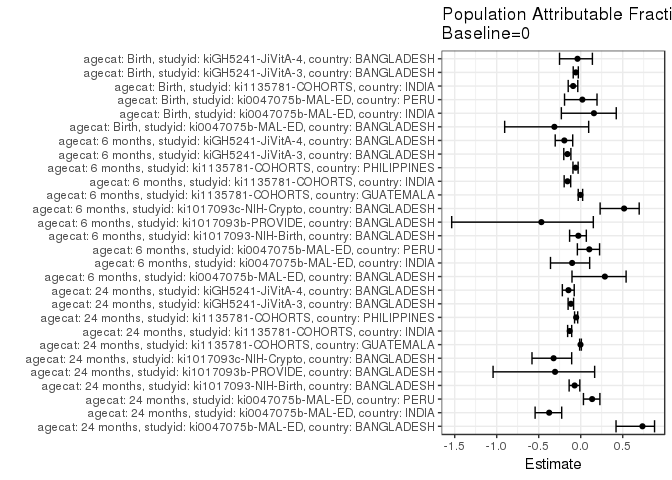 Population Attributable Fracti
Baseline=0
agecat: Birth, studyid: kiGH5241-JiVitA-4, country: BANGLADESH
agecat: Birth, studyid: kiGH5241-JiVitA-3, country: BANGLADESH
agecat: Birth, studyid: ki1135781-COHORTS, country: INDIA
agecat: Birth, studyid: ki0047075b-MAL-ED, country: PERU
agecat: Birth, studyid: ki0047075b-MAL-ED, country: INDIA
agecat: Birth, studyid: ki0047075b-MAL-ED, country: BANGLADESH
agecat: 6 months, studyid: kiGH5241-JiVitA-4, country: BANGLADESH
agecat: 6 months, studyid: kiGH5241-JiVitA-3, country: BANGLADESH
agecat: 6 months, studyid: ki1135781-COHORTS, country: PHILIPPINES
agecat: 6 months, studyid: ki1135781-COHORTS, country: INDIA
agecat: 6 months, studyid: ki1135781-COHORTS, country: GUATEMALA
agecat: 6 months, studyid: ki1017093c-NIH-Crypto, country: BANGLADESH
agecat: 6 months, studyid: ki1017093b-PROVIDE, country: BANGLADESH
agecat: 6 months, studyid: ki1017093-NIH-Birth, country: BANGLADESH
agecat: 6 months, studyid: ki0047075b-MAL-ED, country: PERU
agecat: 6 months, studyid: ki0047075b-MAL-ED, country: INDIA
agecat: 6 months, studyid: ki0047075b-MAL-ED, country: BANGLADESH
agecat: 24 months, studyid: kiGH5241-JiVitA-4, country: BANGLADESH
agecat: 24 months, studyid: kiGH5241-JiVitA-3, country: BANGLADESH
agecat: 24 months, studyid: ki1135781-COHORTS, country: PHILIPPINES
agecat: 24 months, studyid: ki1135781-COHORTS, country: INDIA
agecat: 24 months, studyid: ki1135781-COHORTS, country: GUATEMALA
agecat: 24 months, studyid: ki1017093c-NIH-Crypto, country: BANGLADESH
agecat: 24 months, studyid: ki1017093b-PROVIDE, country: BANGLADESH
agecat: 24 months, studyid: ki1017093-NIH-Birth, country: BANGLADESH
agecat: 24 months, studyid: ki0047075b-MAL-ED, country: PERU
agecat: 24 months, studyid: ki0047075b-MAL-ED, country: INDIA
agecat: 24 months, studyid: ki0047075b-MAL-ED, country: BANGLADESH
-1.5 -1.0 -0.5 0.0 0.5
Estimate